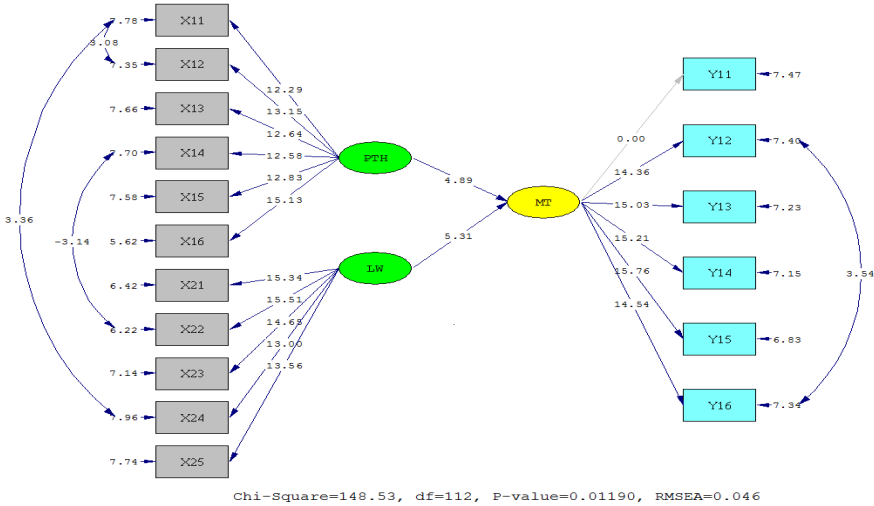 7.78 X11
3.08
7.35 X12
7.66 X13
7.70 X14
7.58 X15
5.62 X16
6.42 X21
6.22 X22
7.14 X23
7.96 X24
7.74 X25
3.36
-3.14
12.29
13.15
12.64
12.58
12.83
15.13
PTH
15.34
15.51
14.65
13.00
13.56
LW
4.89
5.31
MT
0.00
14.36
15.03
15.21
15.76
14.54
Y11 7.47
Y12 7.40
Y13 7.23
Y14 7.15
Y15 6.83
Y16 7.34
3.54
Chi-Square=148.53, df=112, P-value=0.01190, RMSEA=0.046